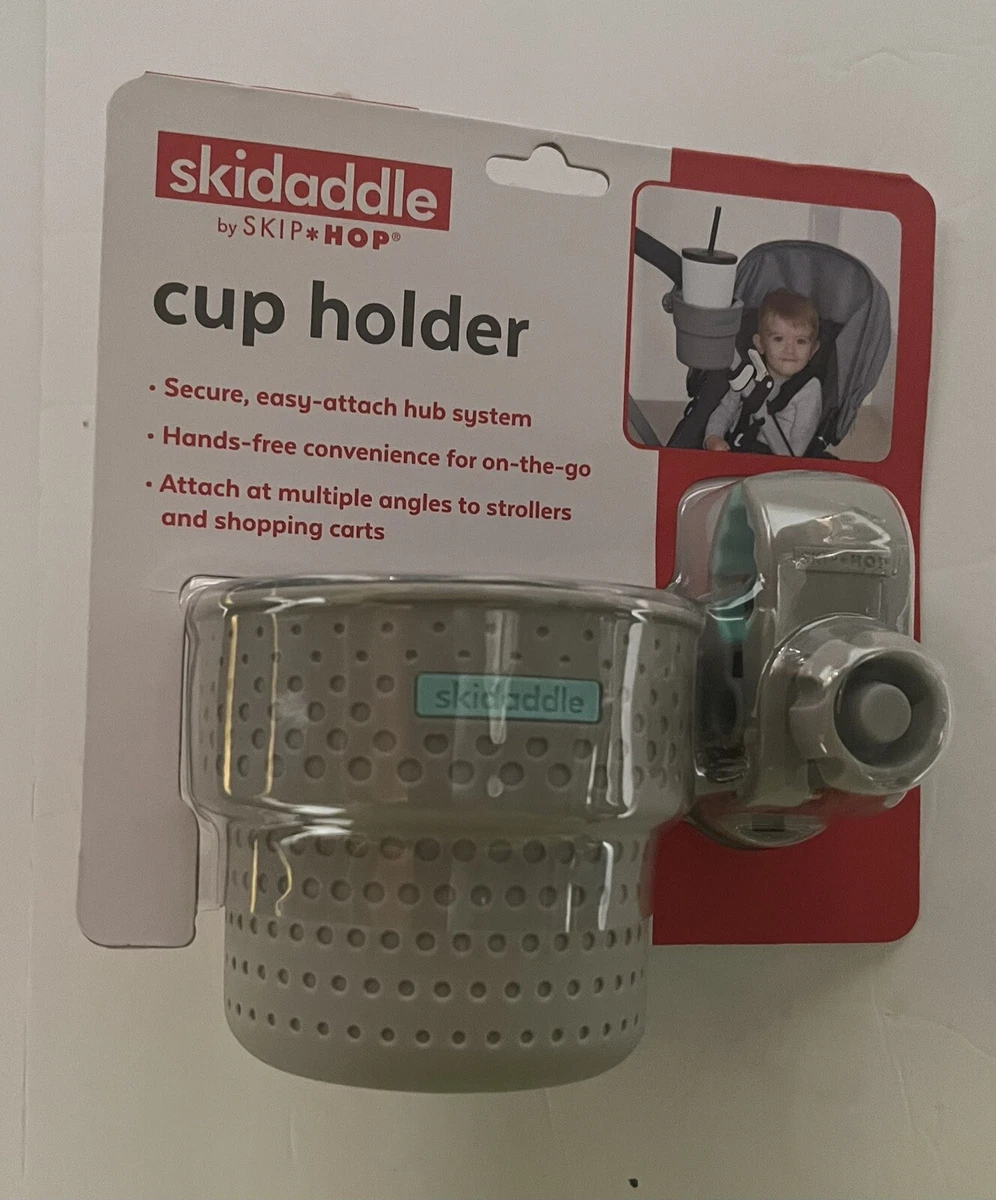 skidaddle
by SKIP*HOP®
cup holder
• Secure, easy-attach hub system
• Hands-free convenience for on-the-go
• Attach at multiple angles to strollers
and shopping carts
SKIP*HOP
skidaddle